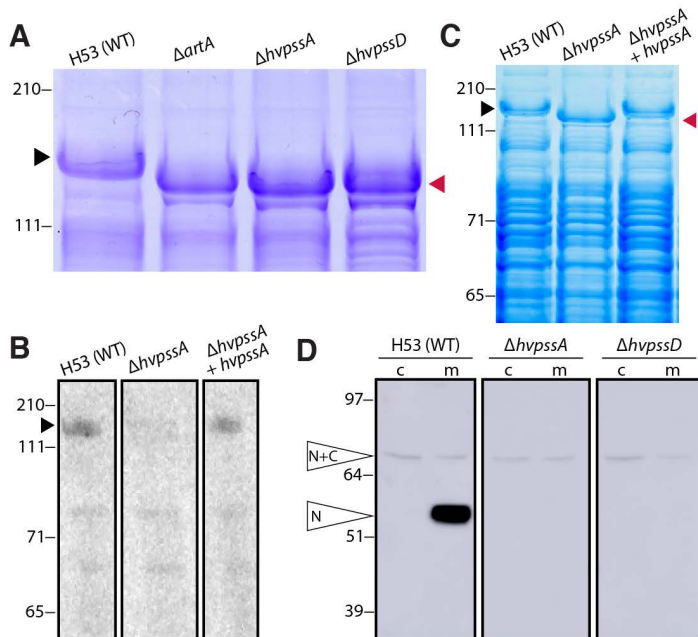 A
H53 (WT) ΔartA ΔhvpssA ΔhvpssD
210–
111–
C
H53 (WT) ΔhvpssA ΔhvpssA + hvpssA
210–
111–
71–
65–
B
H53 (WT) ΔhvpssA ΔhvpssA + hvpssA
210–
111–
71–
65–
D
H53 (WT) ΔhvpssA ΔhvpssD
c m c m c m
97–
N+C
64–
N
51–
39–